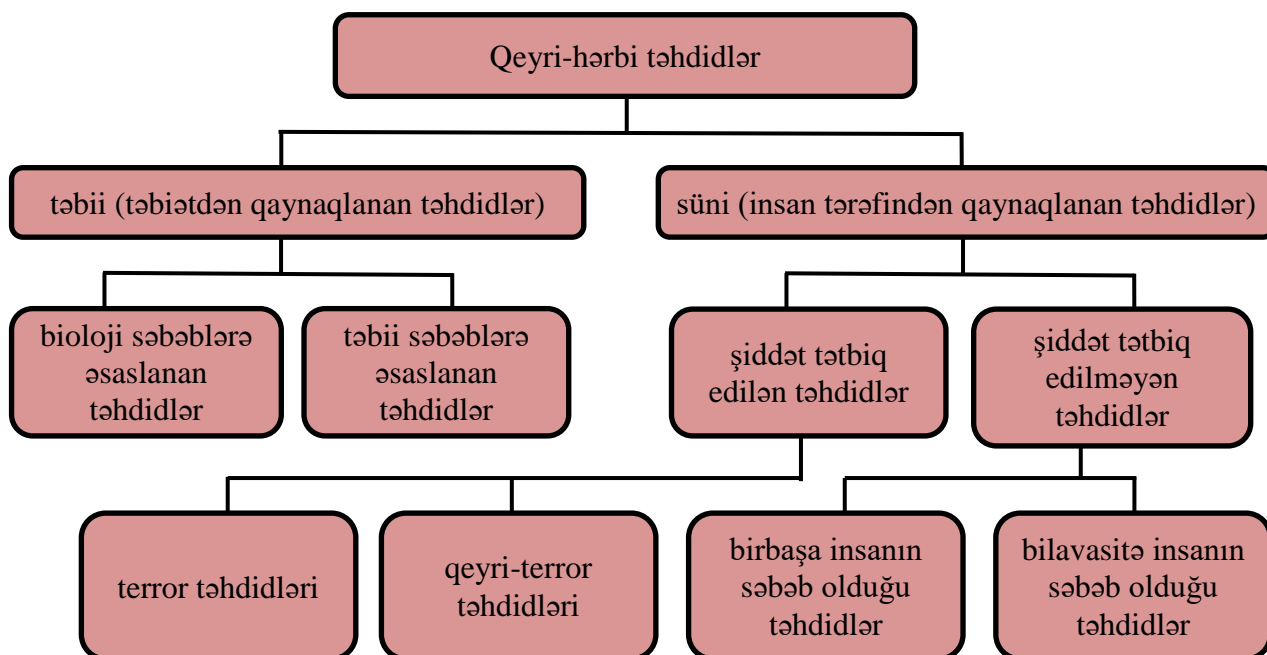 Qeyri-hərbi təhdidlər
təbii (təbiətdən qaynaqlanan təhdidlər)
süni (insan tərəfindən qaynaqlanan təhdidlər)
bioloji səbəblərə
əsaslanan
təhdidlər
təbii səbəblərə
əsaslanan
təhdidlər
şiddət tətbiq
edilən təhdidlər
şiddət tətbiq
edilməyən
təhdidlər
terror təhdidləri
qeyri-terror
təhdidləri
birbaşa insanın
səbəb olduğu
təhdidlər
bilavasitə insanın
səbəb olduğu
təhdidlər